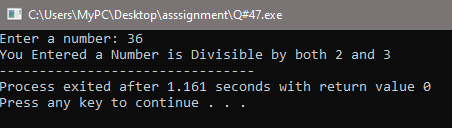 C:\Users\MyPC\Desktop\asssignment\Q#47.exe
Enter a number: 36
You Entered a Number is Divisible by both 2 and 3
--------------------------------
Process exited after 1.161 seconds with return value 0
Press any key to continue . . .